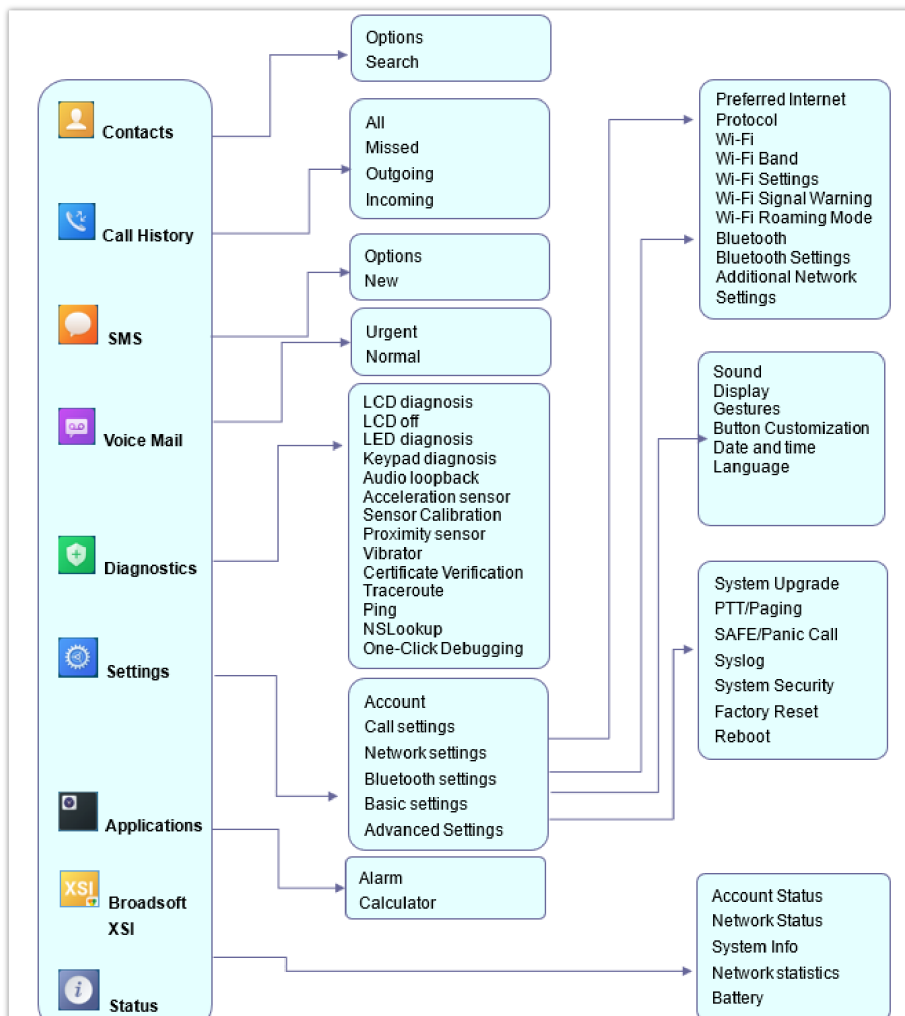 Contacts
Call History
SMS
Voice Mail
Diagnostics
Settings
Applications
XSI
Broadsoft
XSI
Status
Options
Search
All
Missed
Outgoing
Incoming
Options
New
Urgent
Normal
LCD diagnosis
LCD off
LED diagnosis
Keypad diagnosis
Audio loopback
Acceleration sensor
Sensor Calibration
Proximity sensor
Vibrator
Certificate Verification
Traceroute
Ping
NSLookup
One-Click Debugging
Account
Call settings
Network settings
Bluetooth settings
Basic settings
Advanced Settings
Alarm
Calculator
Preferred Internet
Protocol
Wi-Fi
Wi-Fi Band
Wi-Fi Settings
Wi-Fi Signal Warning
Wi-Fi Roaming Mode
Bluetooth
Bluetooth Settings
Additional Network
Settings
Sound
Display
Gestures
Button Customization
Date and time
Language
System Upgrade
PTT/Paging
SAFE/Panic Call
Syslog
System Security
Factory Reset
Reboot
Account Status
Network Status
System Info
Network statistics
Battery